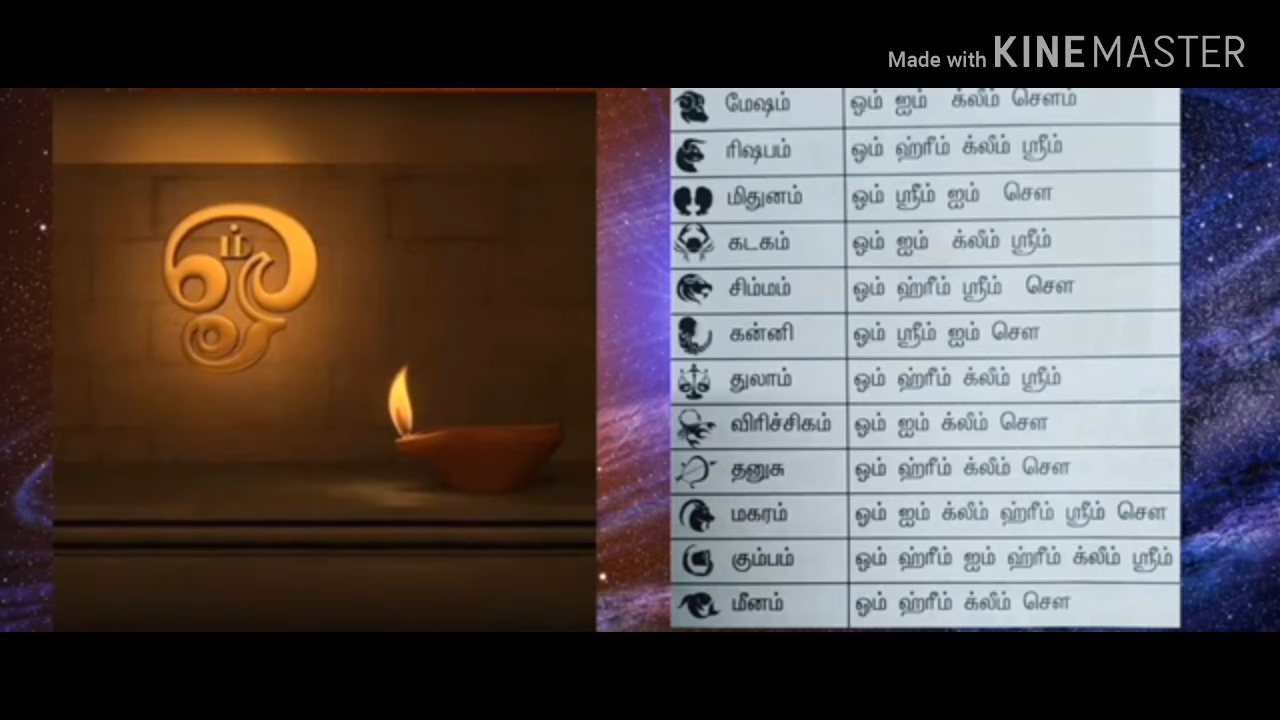 Made with KINEMASTER
ஓம்
மேஷம் ஓம் ஐம் க்லீம் சௌம்
ரிஷபம் ஓம் ஹ்ரீம் க்லீம் ஸ்ரீம்
மிதுனம் ஓம் ஸ்ரீம் ஐம் சௌ
கடகம் ஓம் ஐம் க்லீம் ஸ்ரீம்
சிம்மம் ஓம் ஹ்ரீம் ஸ்ரீம் சௌ
கன்னி ஓம் ஸ்ரீம் ஐம் சௌ
துலாம் ஓம் ஹ்ரீம் க்லீம் ஸ்ரீம்
விரிச்சிகம் ஓம் ஐம் க்லீம் சௌ
தனுசு ஓம் ஹ்ரீம் க்லீம் சௌ
மகரம் ஓம் ஐம் க்லீம் ஹ்ரீம் ஸ்ரீம் சௌ
கும்பம் ஓம் ஹ்ரீம் ஐம் ஹ்ரீம் க்லீம் ஸ்ரீம்
மீனம் ஓம் ஹ்ரீம் க்லீம் சௌ